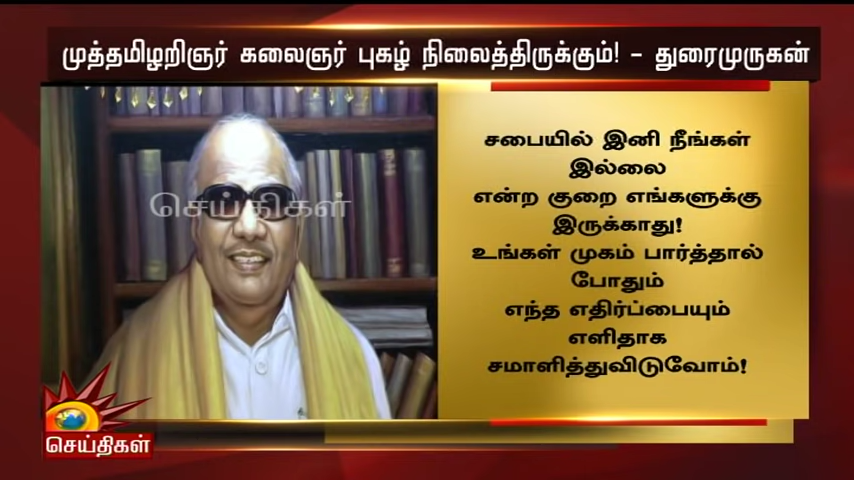 முத்தமிழறிஞர் கலைஞர் புகழ் நிலைத்திருக்கும்! - துரைமுருகன்
செய்திகள்
சபையில் இனி நீங்கள்
இல்லை
என்ற குறை எங்களுக்கு
இருக்காது!
உங்கள் முகம் பார்த்தால்
போதும்
எந்த எதிர்ப்பையும்
எளிதாக
சமாளித்துவிடுவோம்!
செய்திகள்